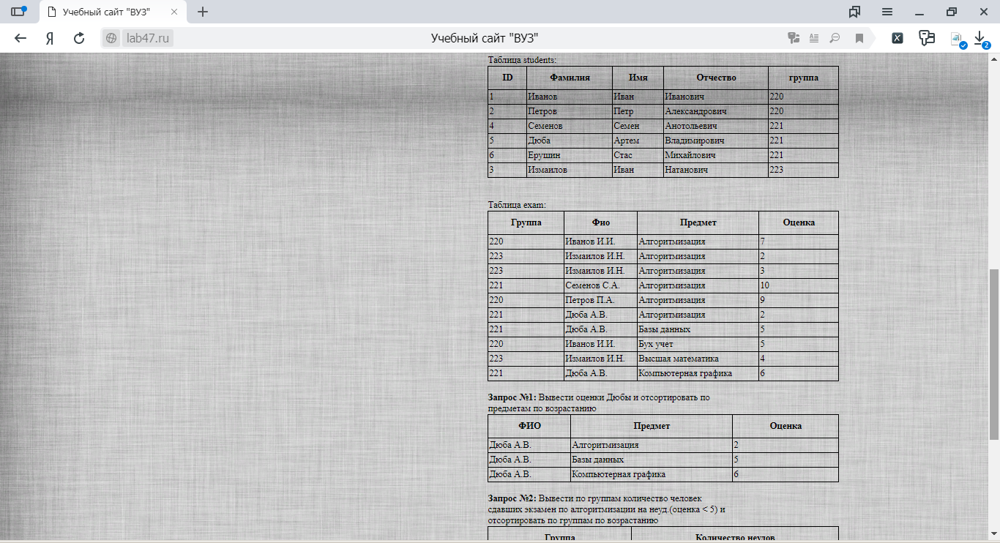 Учебный сайт "ВУЗ"
Я lab47.ru Учебный сайт "ВУЗ" X 2
Таблица students:
ID Фамилия Имя Отчество группа
1 Иванов Иван Иванович 220
2 Петров Петр Александрович 220
4 Семенов Семен Анотольевич 221
5 Дюба Артем Владимирович 221
6 Ерушин Стас Михайлович 221
3 Измаилов Иван Натанович 223
Таблица exam:
Группа Фио Предмет Оценка
220 Иванов И.И. Алгоритмизация 7
223 Измаилов И.Н. Алгоритмизация 2
223 Измаилов И.Н. Алгоритмизация 3
221 Семенов С.А. Алгоритмизация 10
220 Петров П.А. Алгоритмизация 9
221 Дюба А.В. Алгоритмизация 2
221 Дюба А.В. Базы данных 5
220 Иванов И.И. Бух учет 5
223 Измаилов И.Н. Высшая математика 4
221 Дюба А.В. Компьютерная графика 6
Запрос №1: Вывести оценки Дюбы и отсортировать по
предметам по возрастанию
ФИО Предмет Оценка
Дюба А.В. Алгоритмизация 2
Дюба А.В. Базы данных 5
Дюба А.В. Компьютерная графика 6
Запрос №2: Вывести по группам количество человек
сдавших экзамен по алгоритмизации на неуд.(оценка < 5) и
отсортировать по группам по возрастанию
Группа Количество неудов